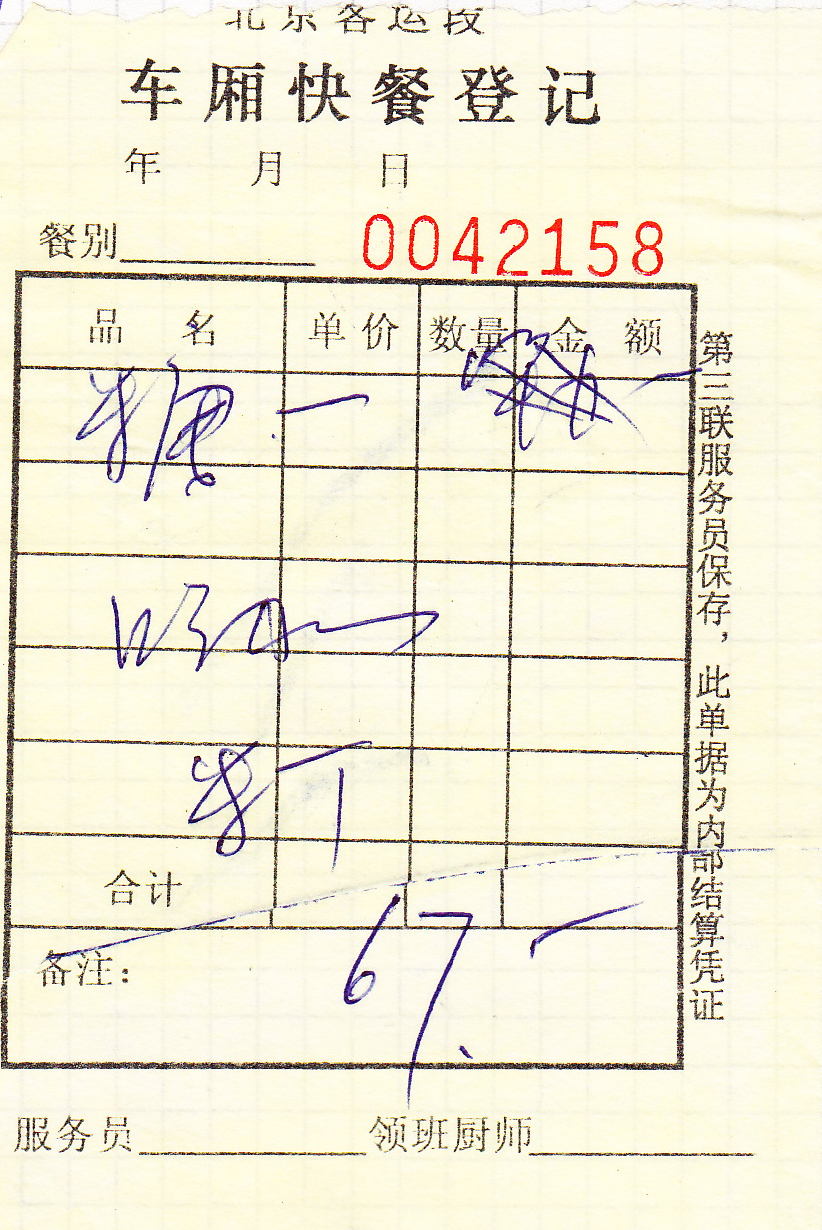 北京客运段
车厢快餐登记
年 月 日
餐别 0042158
品 名 单价 数量 金 额
合计
67.-
备注：
服务员 领班厨师
第三联服务员保存，此单据为内部结算凭证